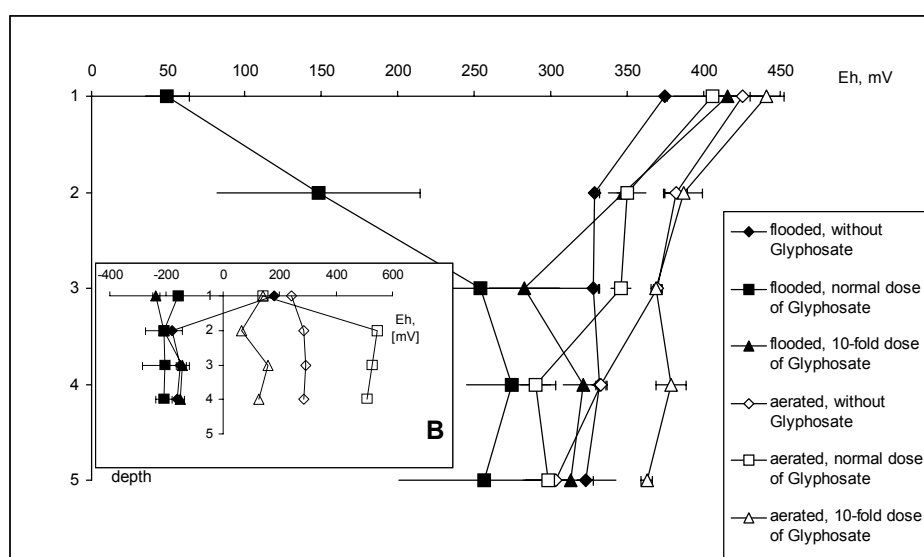 0 50 100 150 200 250 300 350 400 450
Eh, mV
1
2
3
4
5
depth
-400 -200 0 200 400 600
1
2
3
4
5
Eh,
[mV]
B
flooded, without
Glyphosate
flooded, normal dose
of Glyphosate
flooded, 10-fold dose
of Glyphosate
aerated, without
Glyphosate
aerated, normal dose
of Glyphosate
aerated, 10-fold dose
of Glyphosate